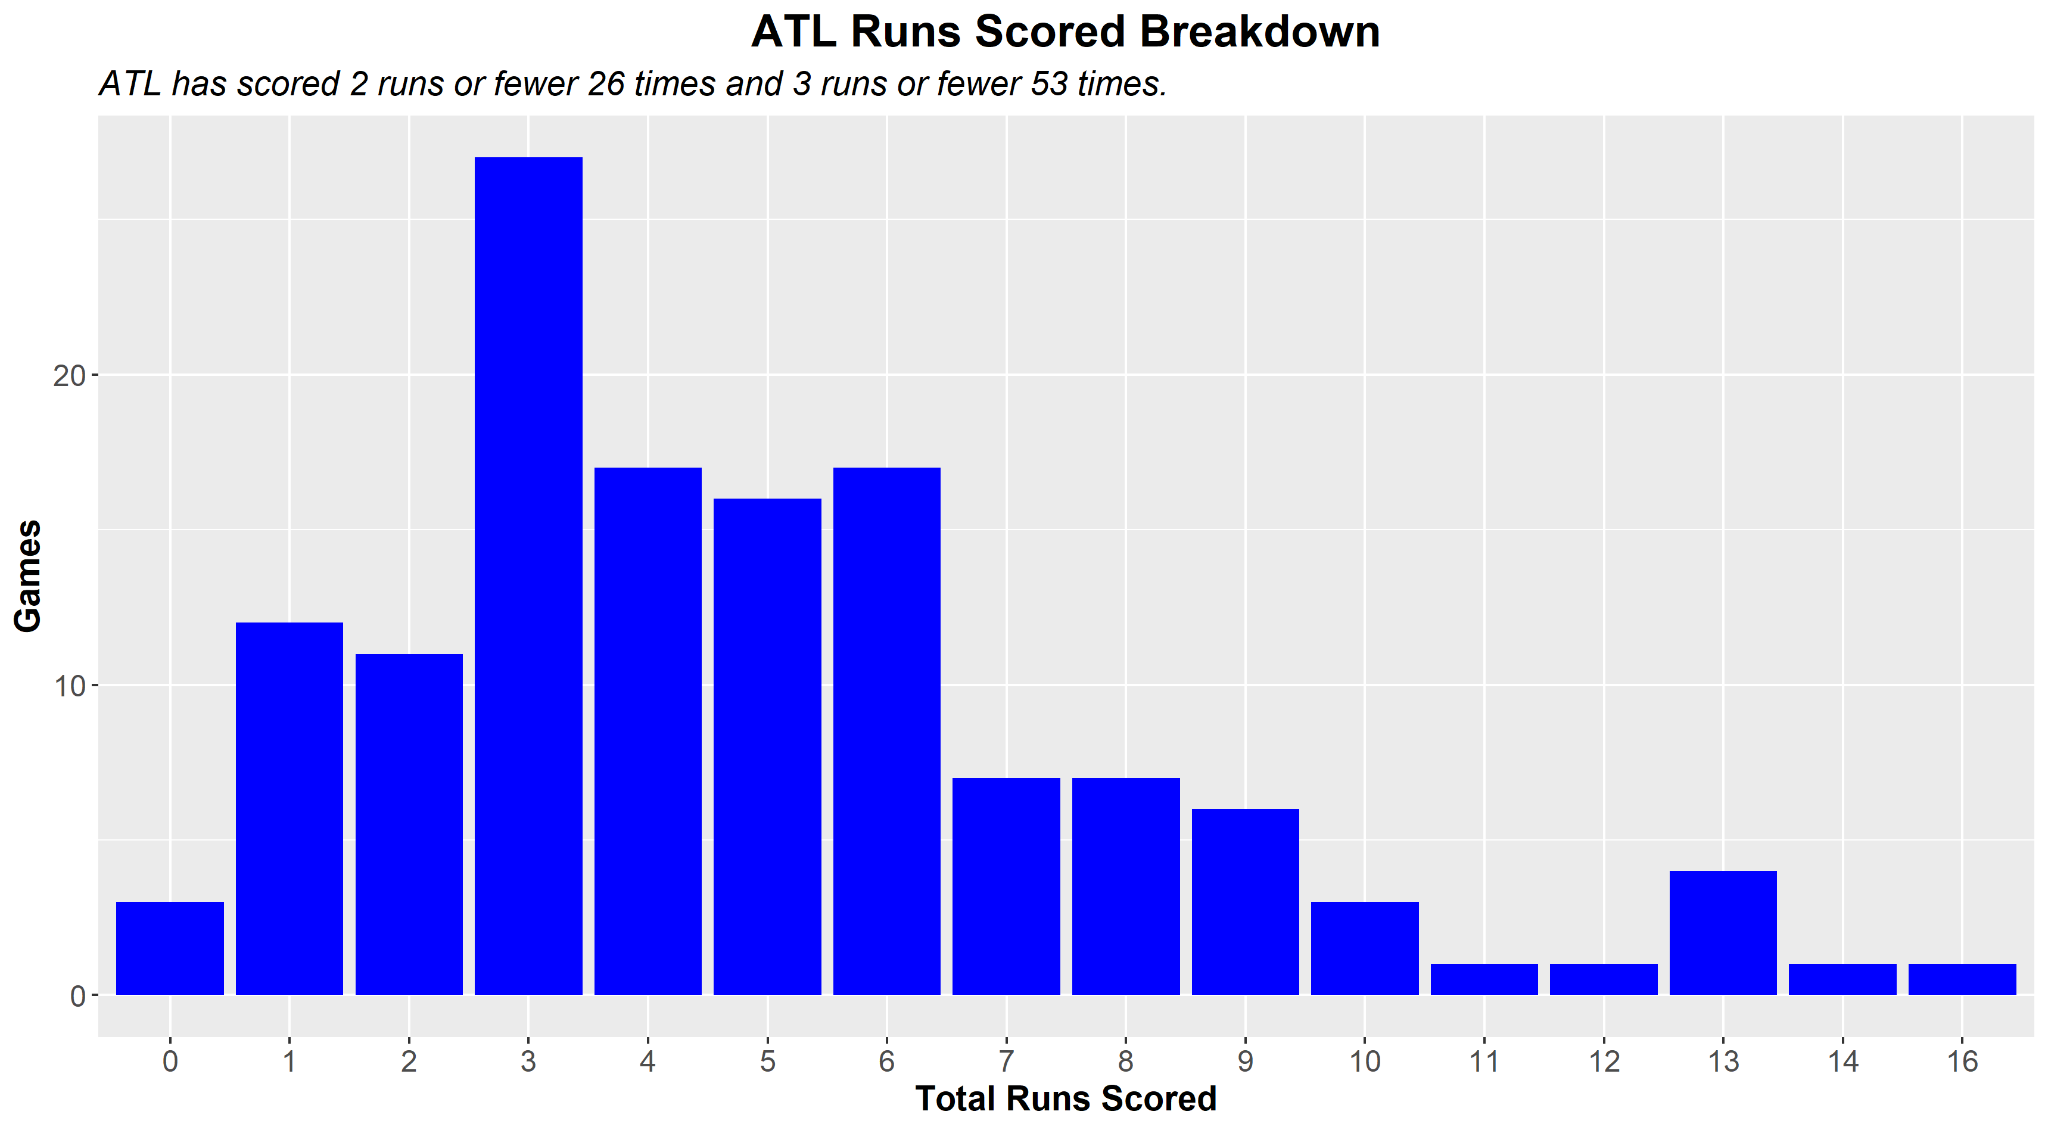 ATL Runs Scored Breakdown
ATL has scored 2 runs or fewer 26 times and 3 runs or fewer 53 times.
20
10
0
Games
0 1 2 3 4 5 6 7 8 9 10 11 12 13 14 16
Total Runs Scored